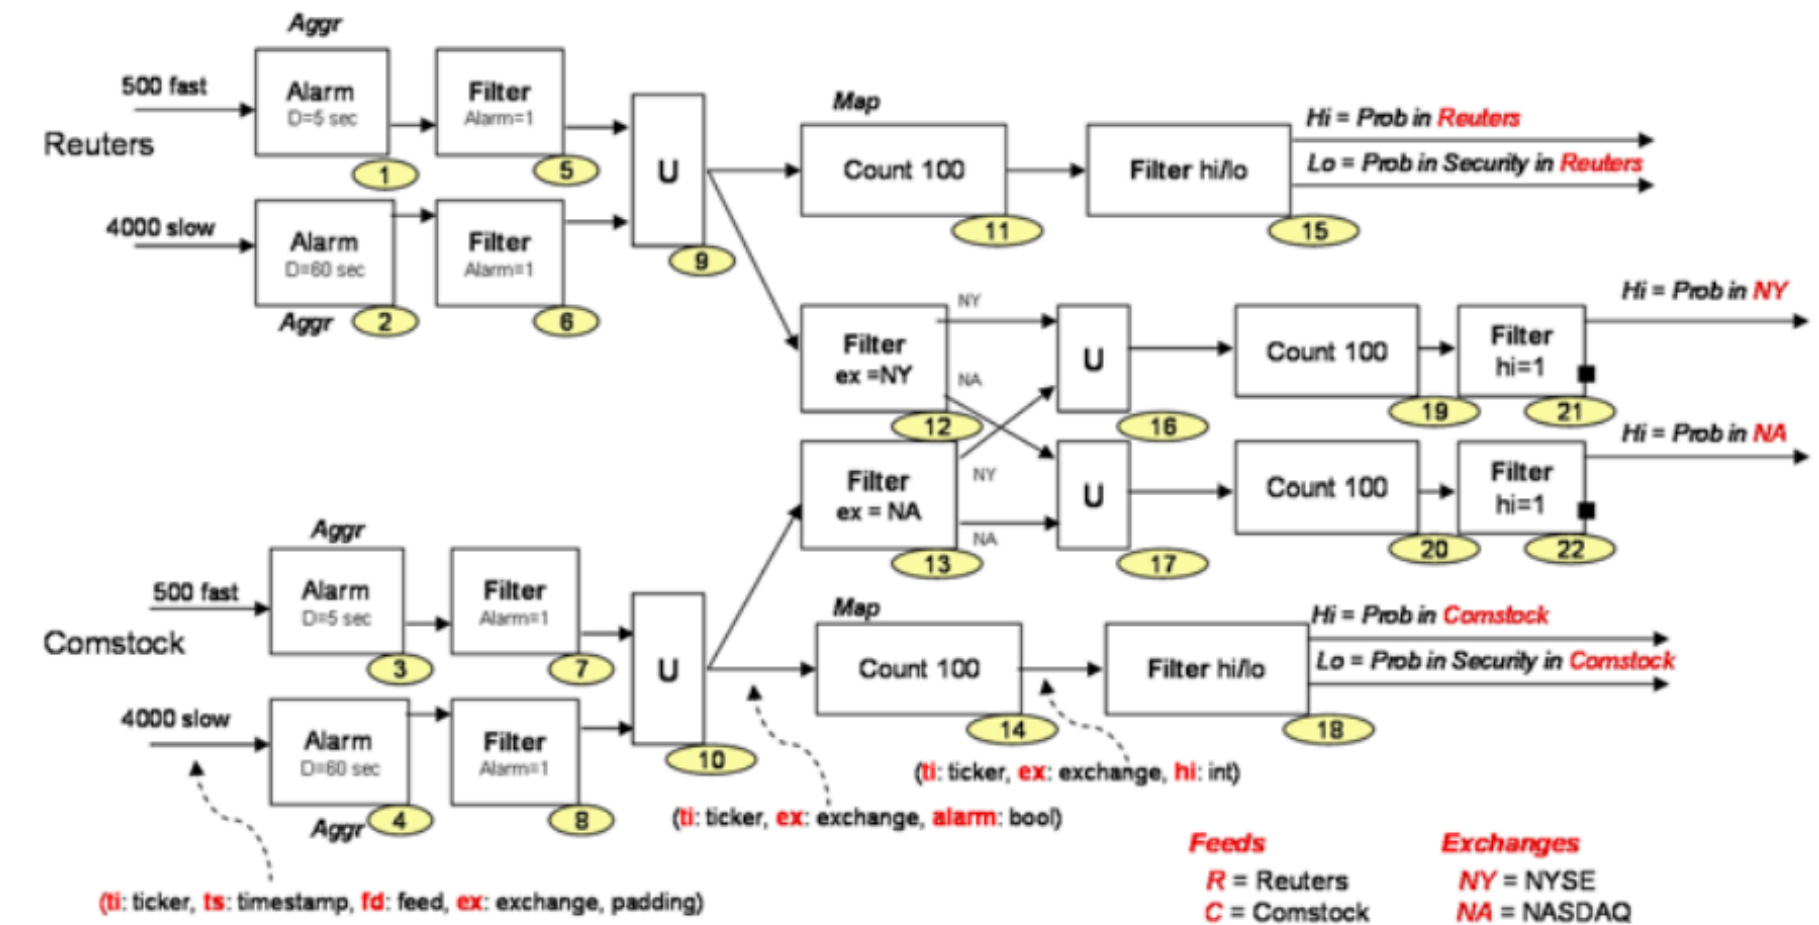 Aggr
500 fast
Alarm
D=5 sec
1
Filter
Alarm=1
5
Reuters
4000 slow
Alarm
D=60 sec
Aggr
2
Filter
Alarm=1
6
U
9
Map
Count 100
11
Filter hi/lo
15
Hi = Prob in Reuters
Lo = Prob in Security in Reuters
Filter
ex =NY
12
NY
NA
U
16
Count 100
19
Filter
hi=1
21
Hi = Prob in NY
Filter
ex = NA
13
NY
NA
U
17
Count 100
20
Filter
hi=1
22
Hi = Prob in NA
Aggr
500 fast
Alarm
D=5 sec
3
Filter
Alarm=1
7
Comstock
4000 slow
Alarm
D=60 sec
Aggr
4
Filter
Alarm=1
8
U
10
Map
Count 100
14
Filter hi/lo
18
Hi = Prob in Comstock
Lo = Prob in Security in Comstock
(ti: ticker, ex: exchange, hi: int)
(ti: ticker, ex: exchange, alarm: bool)
(ti: ticker, ts: timestamp, fd: feed, ex: exchange, padding)
Feeds
R = Reuters
C = Comstock
Exchanges
NY = NYSE
NA = NASDAQ